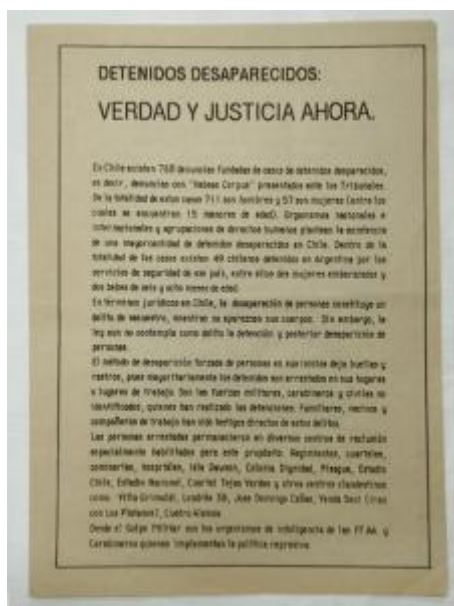 DETENIDOS DESAPARECIDOS:
VERDAD Y JUSTICIA AHORA.
En Chile existen 768 denuncias fundadas de casos de detenidos desaparecidos,
es decir, denuncias con "Habeas Corpus" presentados ante los Tribunales.
De la totalidad de estos casos 711 son hombres y 57 son mujeres (entre los
cuales se encuentran 15 menores de edad). Organismos nacionales e
internacionales y agrupaciones de derechos humanos plantean la existencia
de una mayor cantidad de detenidos desaparecidos en Chile. Dentro de la
totalidad de los casos existen 49 chilenos detenidos en Argentina por los
servicios de seguridad de ese país, entre ellos dos mujeres embarazadas y
dos bebés de seis y ocho meses de edad.
En términos jurídicos en Chile, la desaparición de personas constituye un
delito de secuestro, mientras no aparezcan sus cuerpos. Sin embargo, la
ley aun no contempla como delito la detención y posterior desaparición de
personas.
El método de desaparición forzada de personas en sus inicios deja huellas y
rastros, pues mayoritariamente los detenidos son arrestados en sus hogares
o lugares de trabajo. Son las fuerzas militares, carabineros y civiles no
identificados, quienes han realizado las detenciones. Familiares, vecinos y
compañeros de trabajo han sido testigos directos de estos delitos.
Las personas arrestadas permanecieron en diversos centros de reclusión
especialmente habilitados para este propósito. Regimientos, cuarteles,
comisarías, hospitales, Isla Dawson, Colonia Dignidad, Pisagua, Estadio
Chile, Estadio Nacional, Cuartel Tejas Verdes y otros centros clandestinos
como: Villa Grimaldi, Londres 38, Jose Domingo Cañas, Venda Sexi (Irán
con Los Plátanos), Cuatro Alamos
Desde el Golpe Militar son los organismos de inteligencia de las FF.AA. y
Carabineros quienes implementan la política represiva.